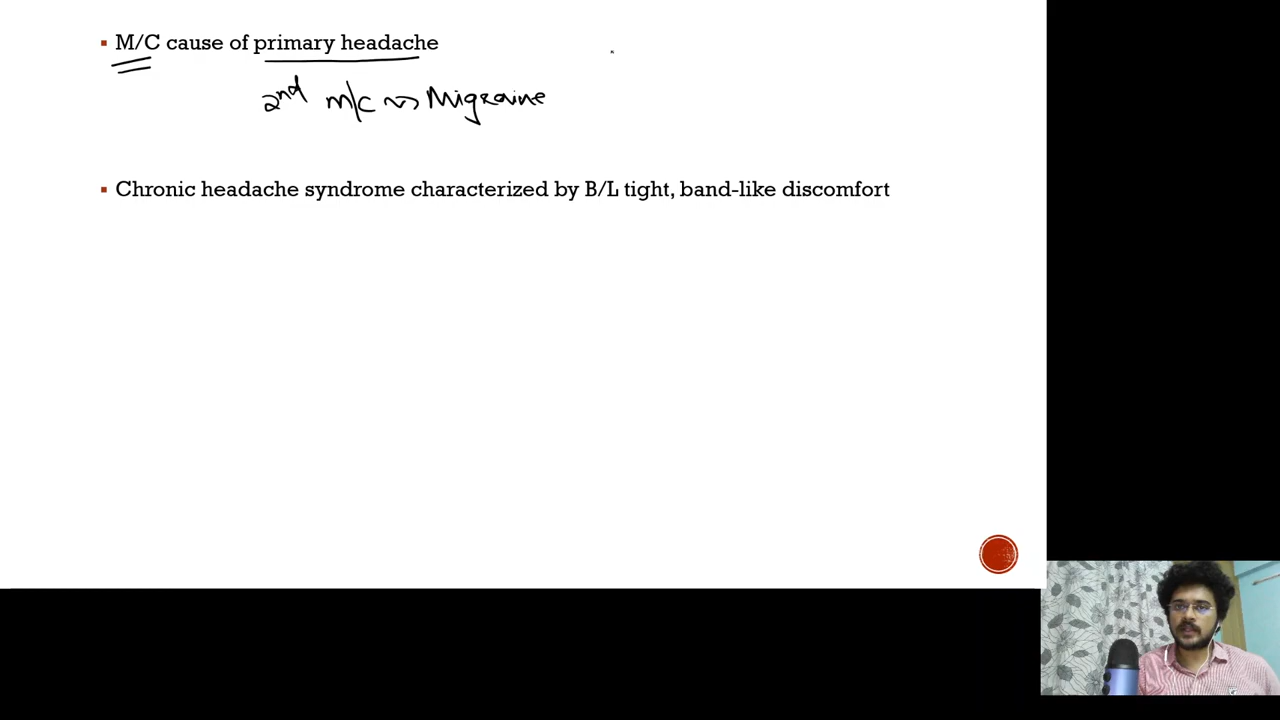 ▪ M/C cause of primary headache
2nd m/c ⇝ Migraine
▪ Chronic headache syndrome characterized by B/L tight, band-like discomfort